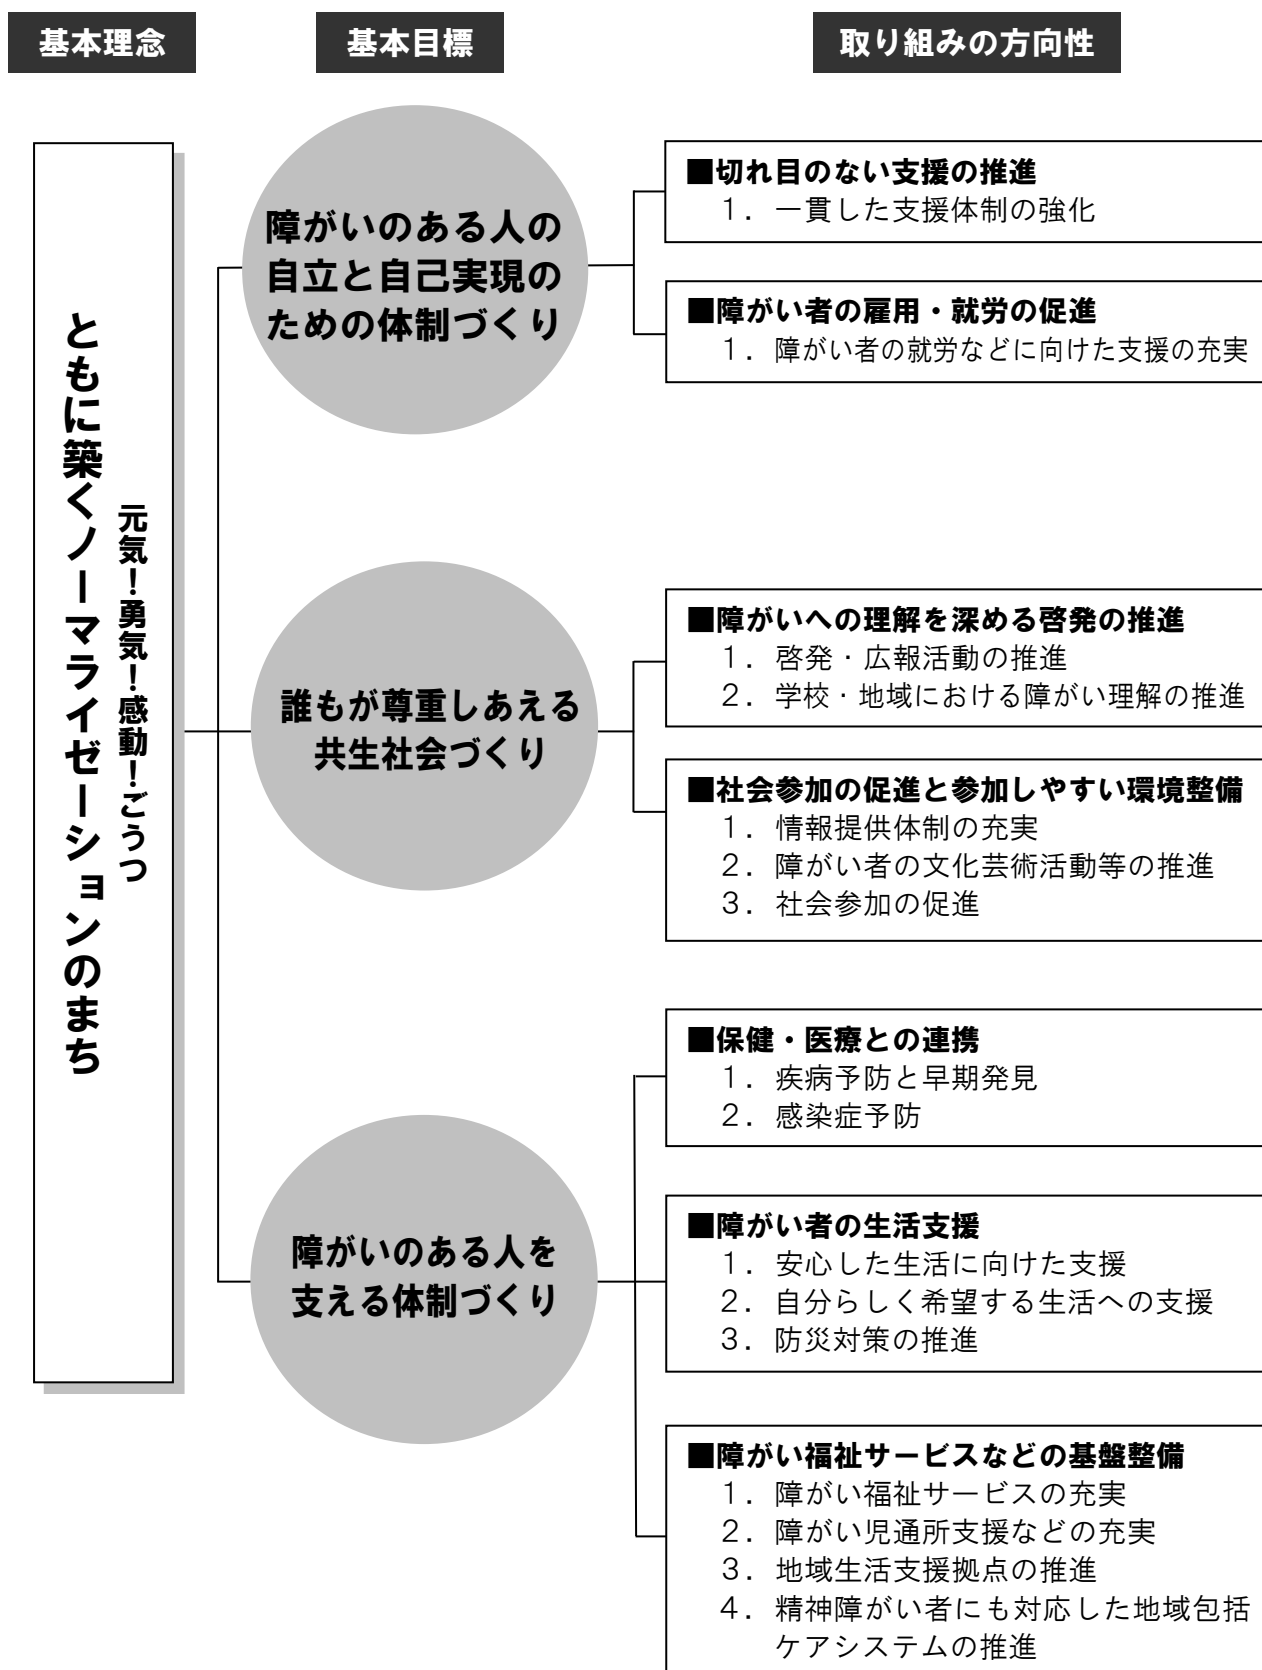 基本理念
基本目標
取り組みの方向性
元気！勇気！感動！ごうつ
ともに築くノーマライゼーションのまち
障がいのある人の
自立と自己実現の
ための体制づくり
■切れ目のない支援の推進
１．一貫した支援体制の強化
■障がい者の雇用・就労の促進
１．障がい者の就労などに向けた支援の充実
誰もが尊重しあえる
共生社会づくり
■障がいへの理解を深める啓発の推進
１．啓発・広報活動の推進
２．学校・地域における障がい理解の推進
■社会参加の促進と参加しやすい環境整備
１．情報提供体制の充実
２．障がい者の文化芸術活動等の推進
３．社会参加の促進
障がいのある人を
支える体制づくり
■保健・医療との連携
１．疾病予防と早期発見
２．感染症予防
■障がい者の生活支援
１．安心した生活に向けた支援
２．自分らしく希望する生活への支援
３．防災対策の推進
■障がい福祉サービスなどの基盤整備
１．障がい福祉サービスの充実
２．障がい児通所支援などの充実
３．地域生活支援拠点の推進
４．精神障がい者にも対応した地域包括
ケアシステムの推進